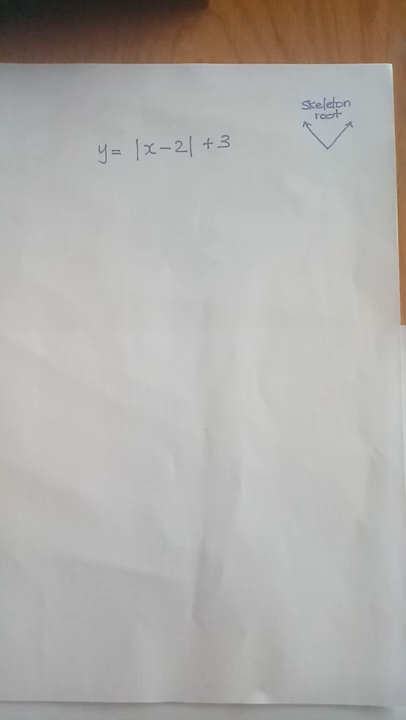 Skeleton
root
y= |x-2| +3